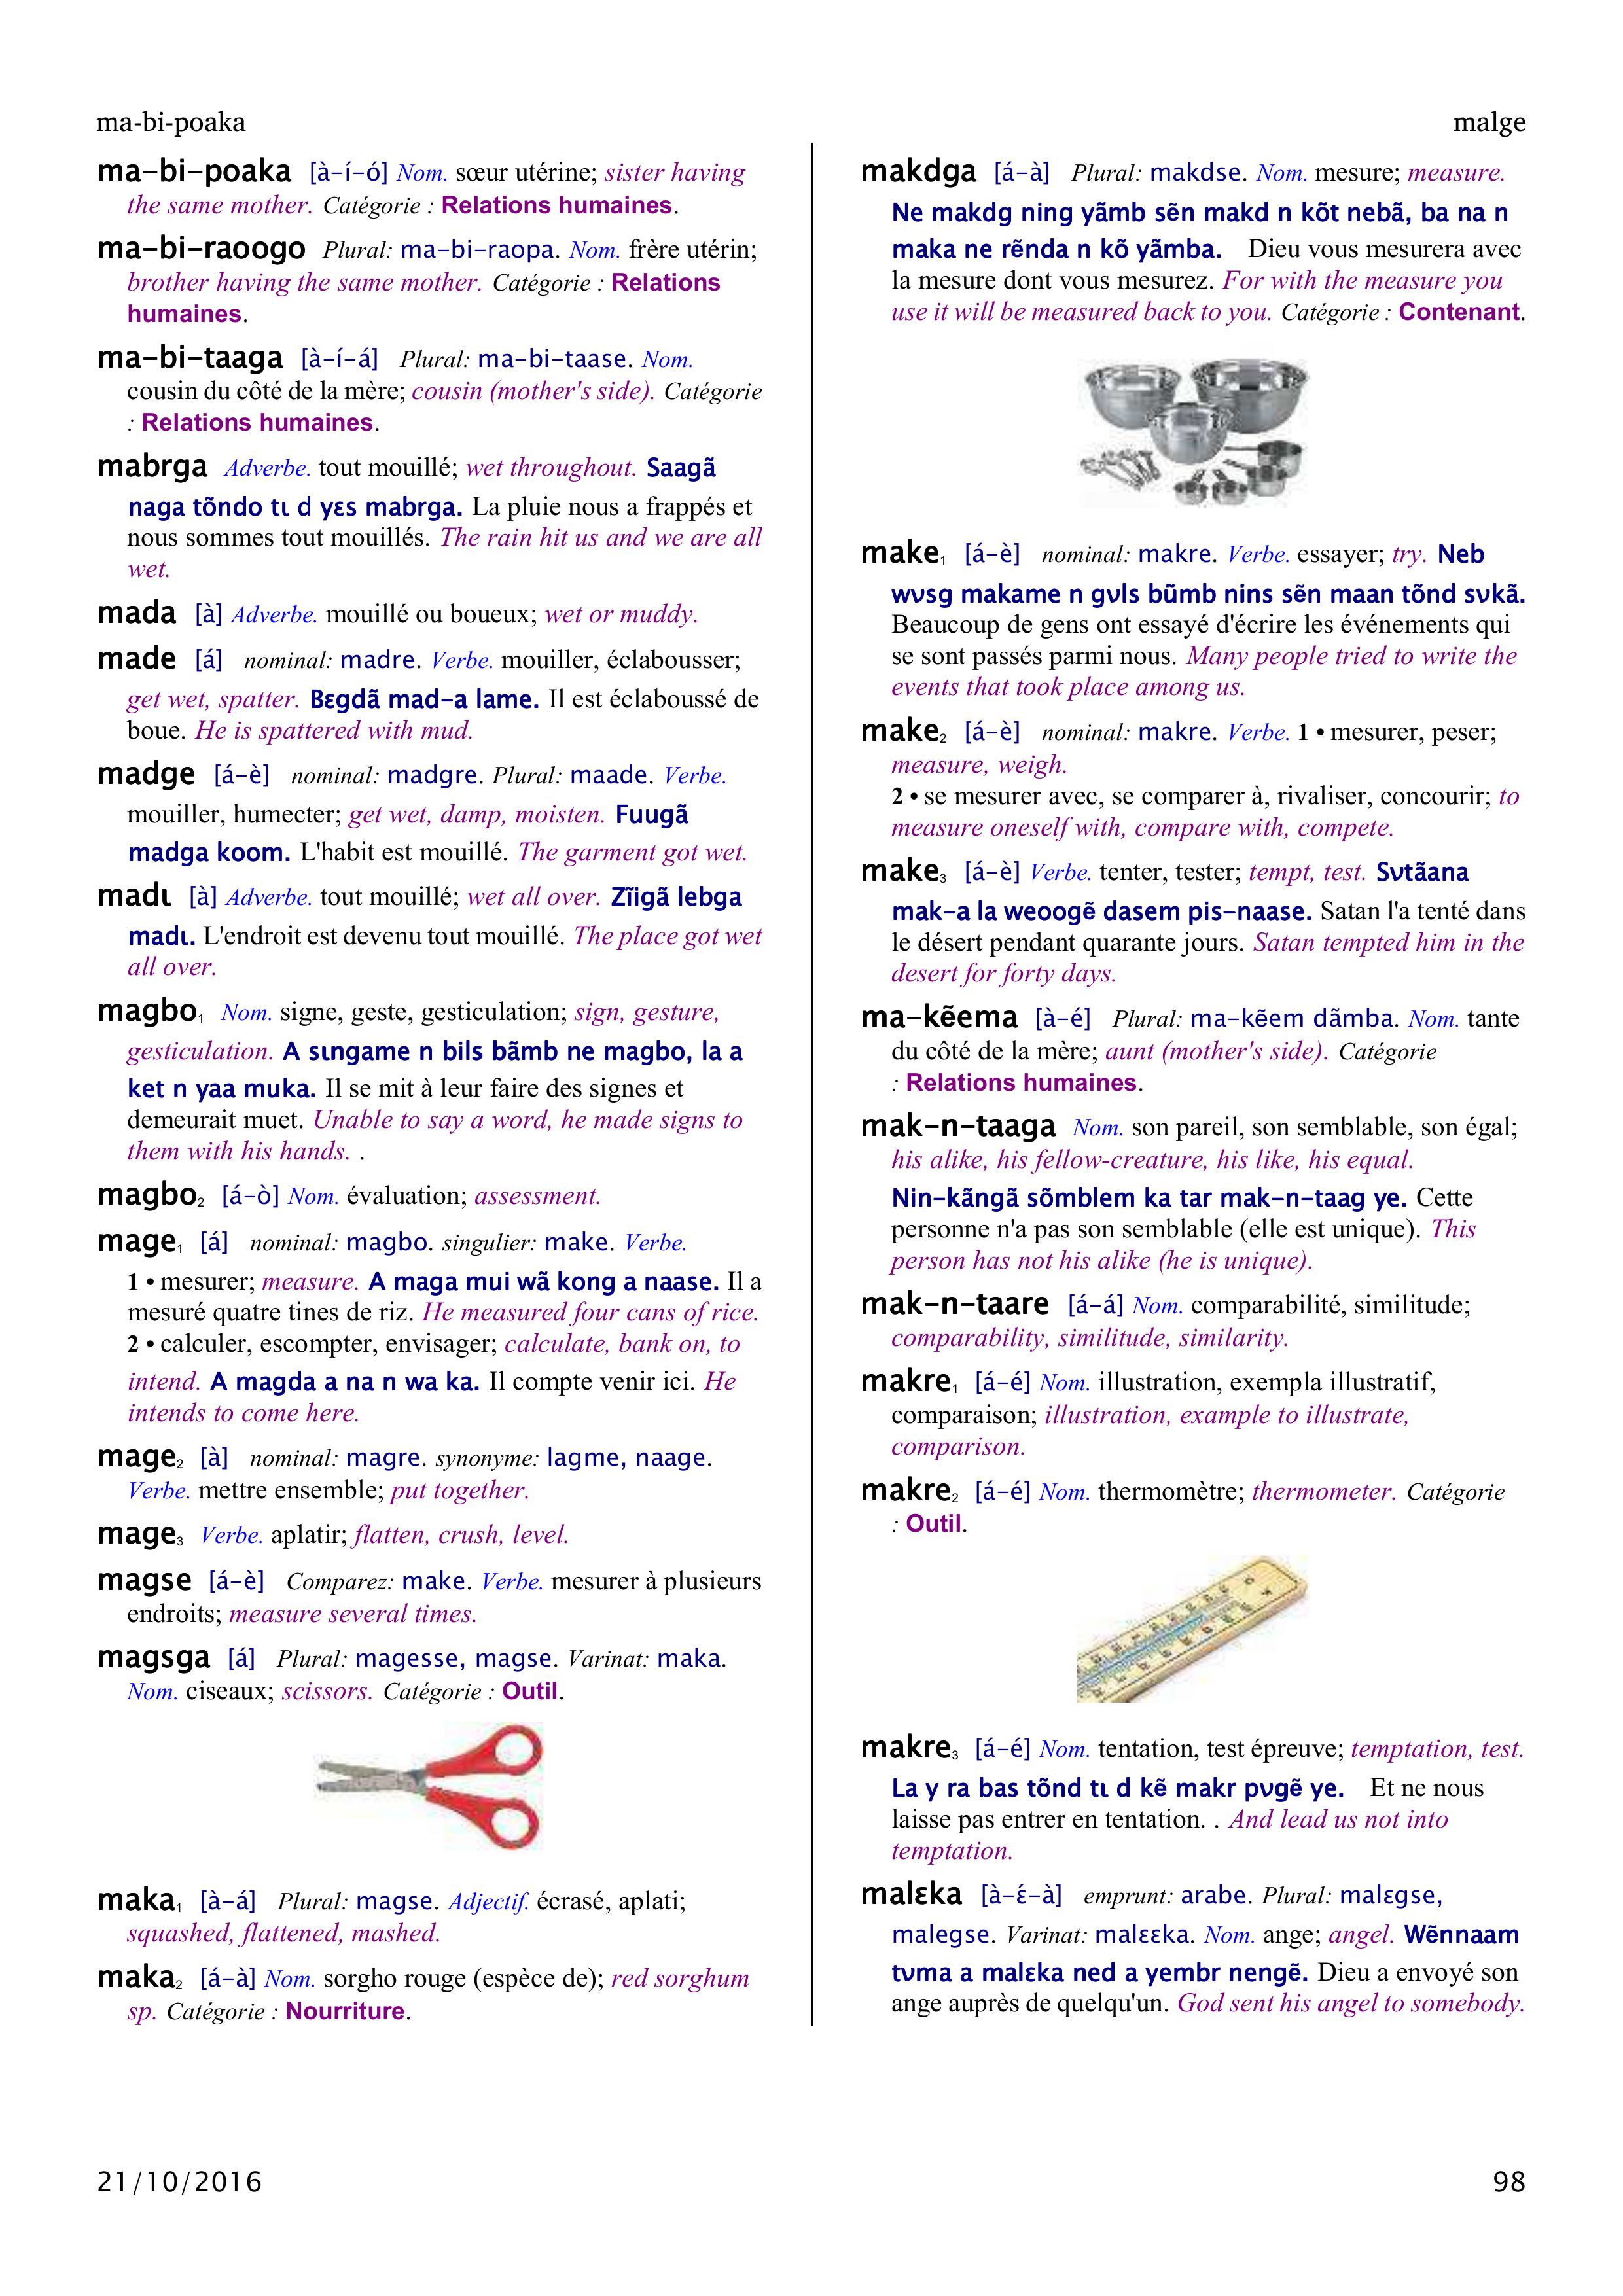 ma-bi-poaka
malge
ma-bi-poaka [à-í-ó] Nom. sœur utérine; sister having
the same mother. Catégorie : Relations humaines.
ma-bi-raoogo Plural: ma-bi-raopa. Nom. frère utérin;
brother having the same mother. Catégorie : Relations
humaines.
ma-bi-taaga [à-í-á] Plural: ma-bi-taase. Nom.
cousin du côté de la mère; cousin (mother's side). Catégorie
: Relations humaines.
mabrga Adverbe. tout mouillé; wet throughout. Saagã
naga tõndo tɩ d yɛs mabrga. La pluie nous a frappés et
nous sommes tout mouillés. The rain hit us and we are all
wet.
mada [à] Adverbe. mouillé ou boueux; wet or muddy.
made [á] nominal: madre. Verbe. mouiller, éclabousser;
get wet, spatter. Bɛgdã mad-a lame. Il est éclaboussé de
boue. He is spattered with mud.
madge [á-è] nominal: madgre. Plural: maade. Verbe.
mouiller, humecter; get wet, damp, moisten. Fuugã
madga koom. L'habit est mouillé. The garment got wet.
madɩ [à] Adverbe. tout mouillé; wet all over. Zĩigã lebga
madɩ. L'endroit est devenu tout mouillé. The place got wet
all over.
magbo₁ Nom. signe, geste, gesticulation; sign, gesture,
gesticulation. A sɩngame n bils bãmb ne magbo, la a
ket n yaa muka. Il se mit à leur faire des signes et
demeurait muet. Unable to say a word, he made signs to
them with his hands. .
magbo₂ [á-ò] Nom. évaluation; assessment.
mage₁ [á] nominal: magbo. singulier: make. Verbe.
1 • mesurer; measure. A maga mui wã kong a naase. Il a
mesuré quatre tines de riz. He measured four cans of rice.
2 • calculer, escompter, envisager; calculate, bank on, to
intend. A magda a na n wa ka. Il compte venir ici. He
intends to come here.
mage₂ [à] nominal: magre. synonyme: lagme, naage.
Verbe. mettre ensemble; put together.
mage₃ Verbe. aplatir; flatten, crush, level.
magse [á-è] Comparez: make. Verbe. mesurer à plusieurs
endroits; measure several times.
magsga [á] Plural: magesse, magse. Varinat: maka.
Nom. ciseaux; scissors. Catégorie : Outil.
maka₁ [à-á] Plural: magse. Adjectif. écrasé, aplati;
squashed, flattened, mashed.
maka₂ [á-à] Nom. sorgho rouge (espèce de); red sorghum
sp. Catégorie : Nourriture.
makdga [á-à] Plural: makdse. Nom. mesure; measure.
Ne makdg ning yãmb sẽn makd n kõt nebã, ba na n
maka ne rẽnda n kõ yãmba. Dieu vous mesurera avec
la mesure dont vous mesurez. For with the measure you
use it will be measured back to you. Catégorie : Contenant.
make₁ [á-è] nominal: makre. Verbe. essayer; try. Neb
wʋsg makame n gʋls bũmb nins sẽn maan tõnd sʋkã.
Beaucoup de gens ont essayé d'écrire les événements qui
se sont passés parmi nous. Many people tried to write the
events that took place among us.
make₂ [á-è] nominal: makre. Verbe. 1 • mesurer, peser;
measure, weigh.
2 • se mesurer avec, se comparer à, rivaliser, concourir; to
measure oneself with, compare with, compete.
make₃ [á-è] Verbe. tenter, tester; tempt, test. Sʋtãana
mak-a la weoogẽ dasem pis-naase. Satan l'a tenté dans
le désert pendant quarante jours. Satan tempted him in the
desert for forty days.
ma-kẽema [à-é] Plural: ma-kẽem dãmba. Nom. tante
du côté de la mère; aunt (mother's side). Catégorie
: Relations humaines.
mak-n-taaga Nom. son pareil, son semblable, son égal;
his alike, his fellow-creature, his like, his equal.
Nin-kãngã sõmblem ka tar mak-n-taag ye. Cette
personne n'a pas son semblable (elle est unique). This
person has not his alike (he is unique).
mak-n-taare [á-á] Nom. comparabilité, similitude;
comparability, similitude, similarity.
makre₁ [á-é] Nom. illustration, exempla illustratif,
comparaison; illustration, example to illustrate,
comparison.
makre₂ [á-é] Nom. thermomètre; thermometer. Catégorie
: Outil.
makre₃ [á-é] Nom. tentation, test épreuve; temptation, test.
La y ra bas tõnd tɩ d kẽ makr pʋgẽ ye. Et ne nous
laisse pas entrer en tentation. . And lead us not into
temptation.
malɛka [à-ɛ́-à] emprunt: arabe. Plural: malɛgse,
malegse. Varinat: malɛɛka. Nom. ange; angel. Wẽnnaam
tʋma a malɛka ned a yembr nengẽ. Dieu a envoyé son
ange auprès de quelqu'un. God sent his angel to somebody.
21/10/2016
98